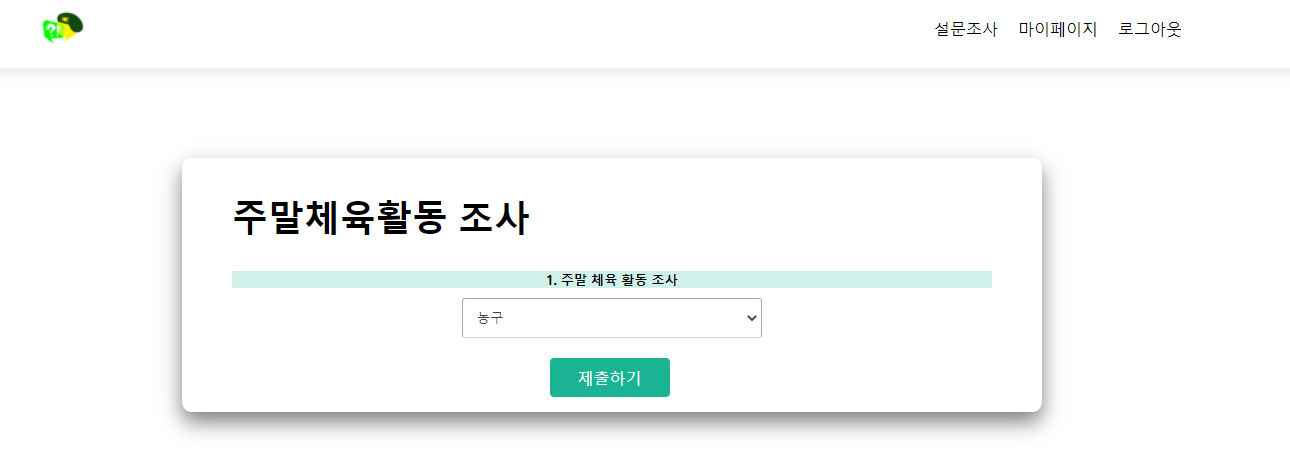 ?!
설문조사 마이페이지 로그아웃
주말체육활동 조사
1. 주말 체육 활동 조사
농구
제출하기